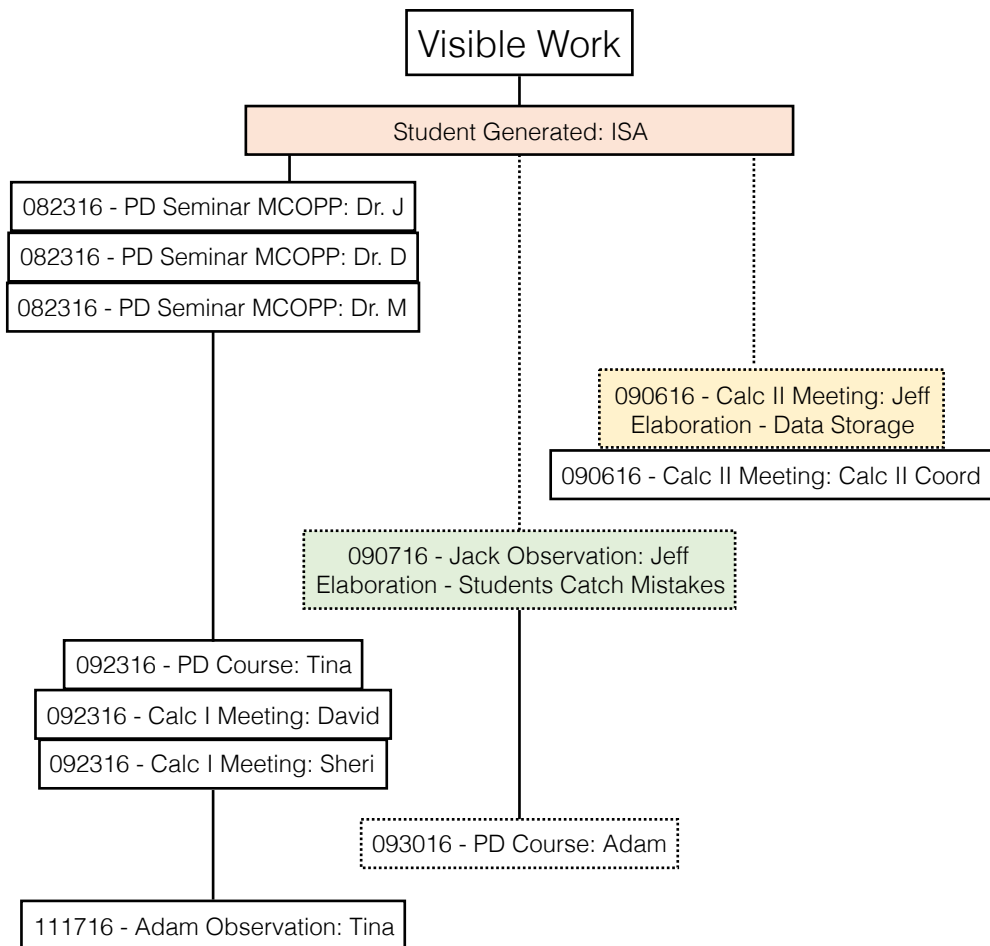 Visible Work
Student Generated: ISA
082316 - PD Seminar MCOPP: Dr. J
082316 - PD Seminar MCOPP: Dr. D
082316 - PD Seminar MCOPP: Dr. M
090616 - Calc II Meeting: Jeff
Elaboration - Data Storage
090616 - Calc II Meeting: Calc II Coord
090716 - Jack Observation: Jeff
Elaboration - Students Catch Mistakes
092316 - PD Course: Tina
092316 - Calc I Meeting: David
092316 - Calc I Meeting: Sheri
093016 - PD Course: Adam
111716 - Adam Observation: Tina